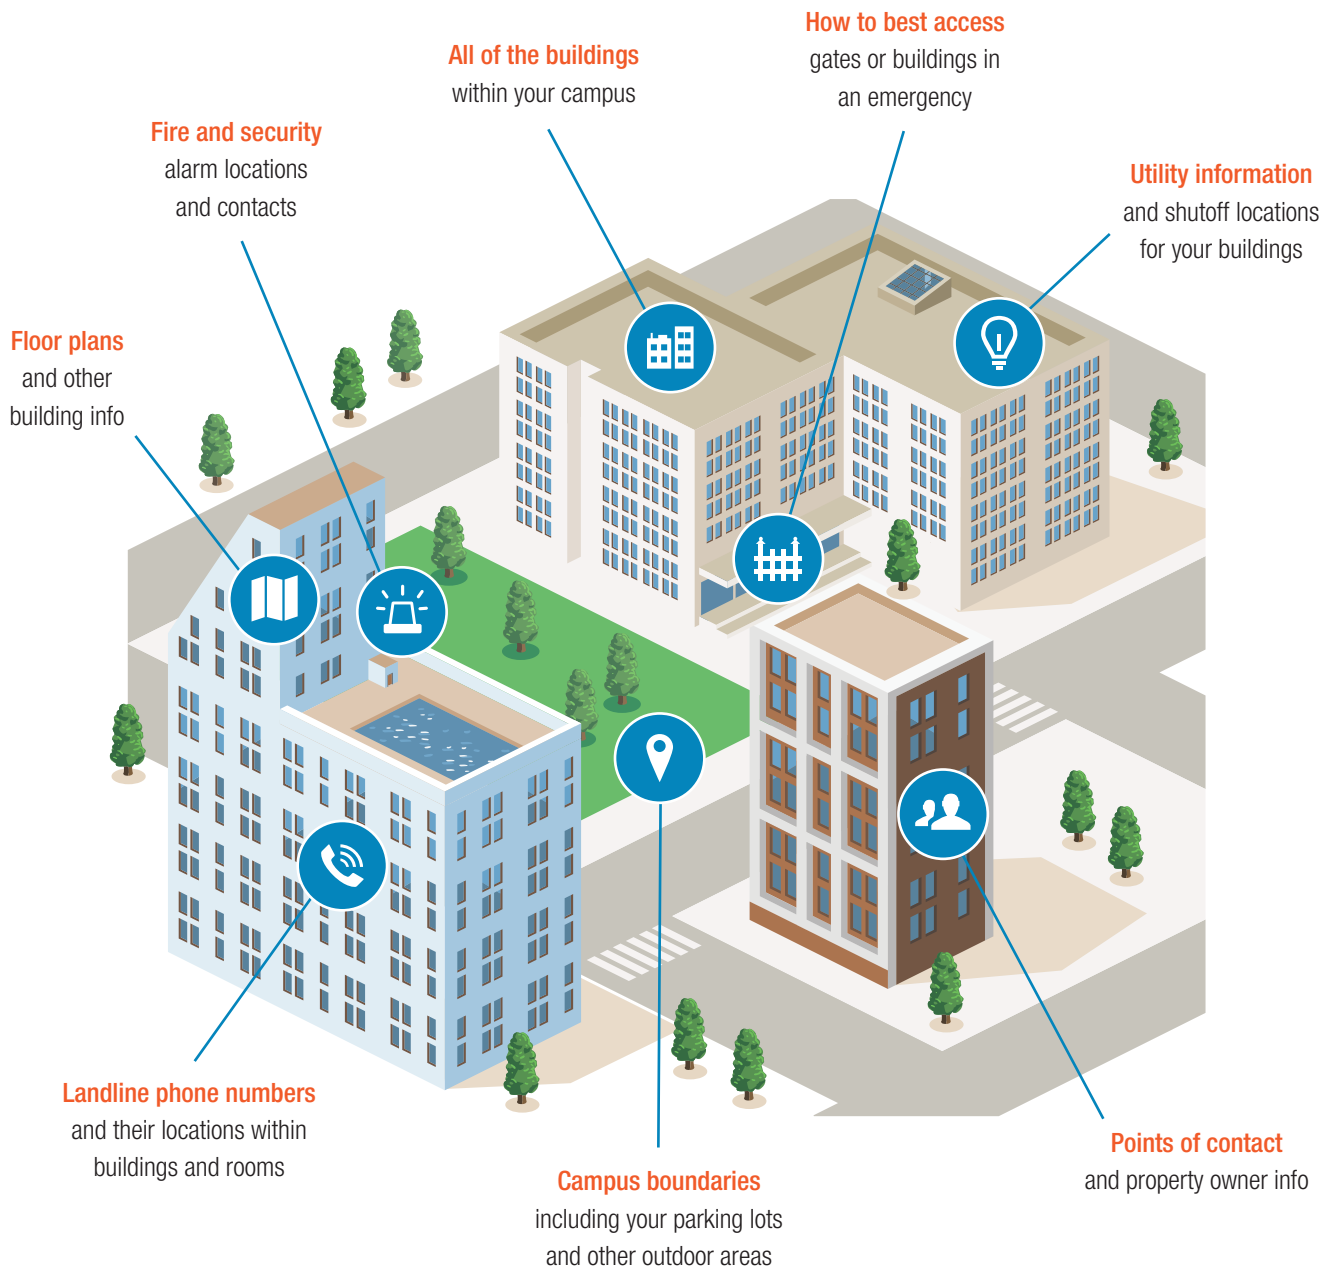 How to best access
gates or buildings in
an emergency
All of the buildings
within your campus
Fire and security
alarm locations
and contacts
Utility information
and shutoff locations
for your buildings
Floor plans
and other
building info
Landline phone numbers
and their locations within
buildings and rooms
Campus boundaries
including your parking lots
and other outdoor areas
Points of contact
and property owner info